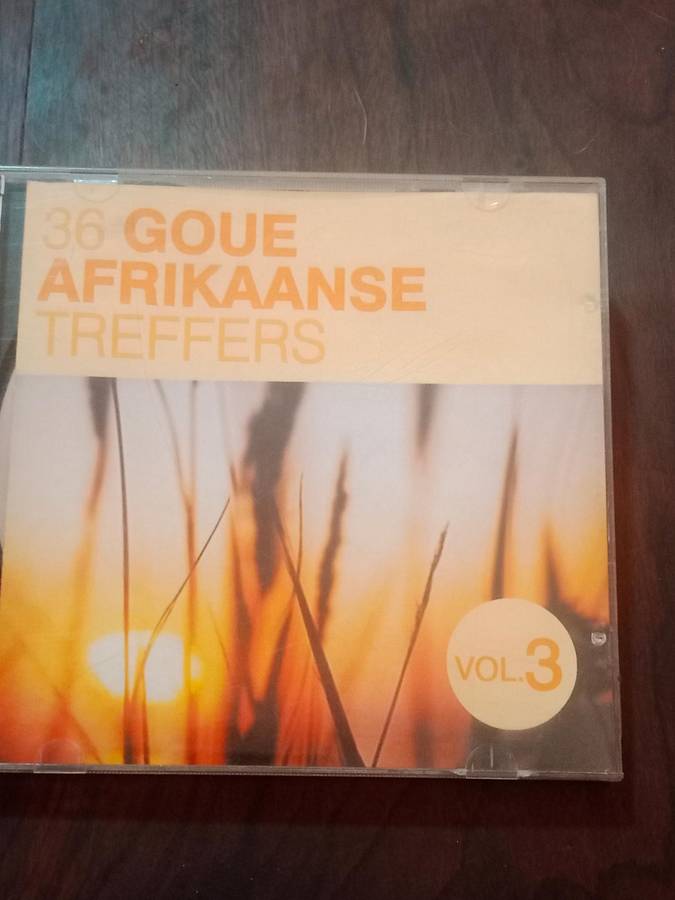 36 GOUE
AFRIKAANSE
TREFFERS
VOL.3